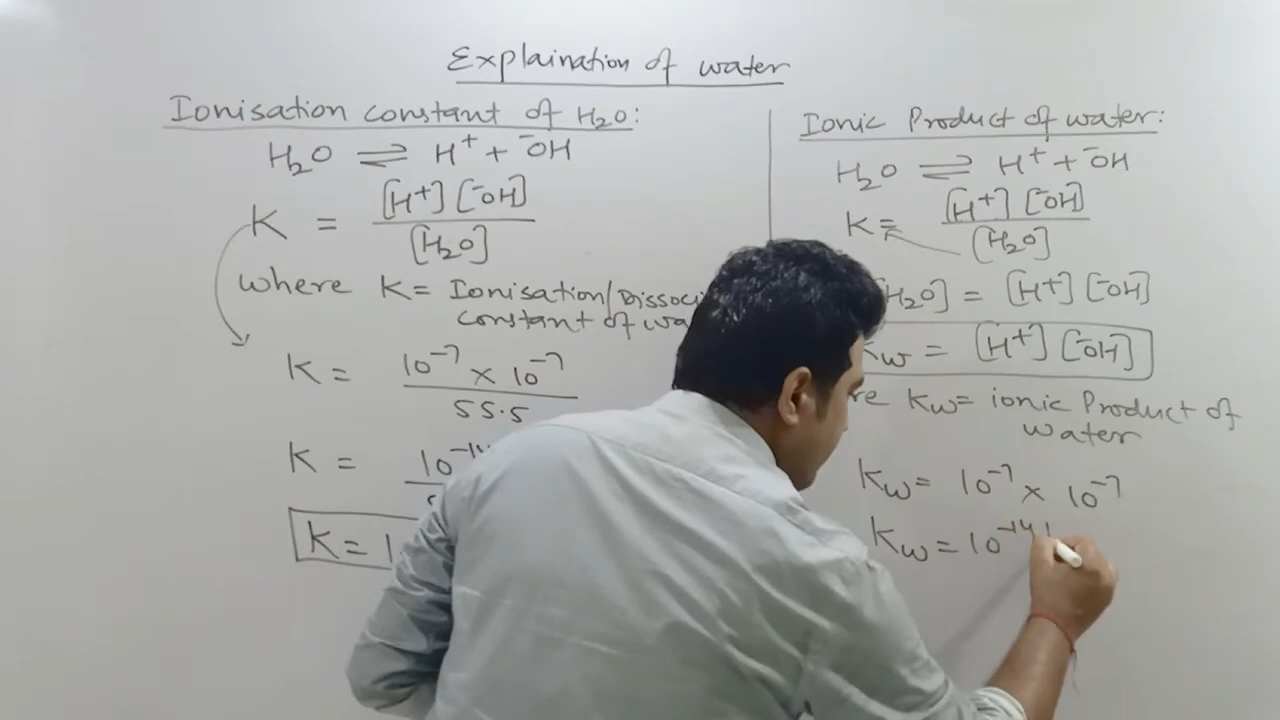 Explaination of water
Ionisation constant of H₂O:
H₂O ⇌ H⁺ + ⁻OH
K = [H⁺] [⁻OH]
[H₂O]
where K = Ionisation/Dissoci
constant of wa
K = 10⁻⁷ × 10⁻⁷
55.5
K = 10⁻¹⁴
K = 1
Ionic Product of water:
H₂O ⇌ H⁺ + ⁻OH
K = [H⁺] [⁻OH]
[H₂O]
[H₂O] = [H⁺] [⁻OH]
Kw = [H⁺] [⁻OH]
re Kw = ionic Product of
water
Kw = 10⁻⁷ × 10⁻⁷
Kw = 10⁻¹⁴